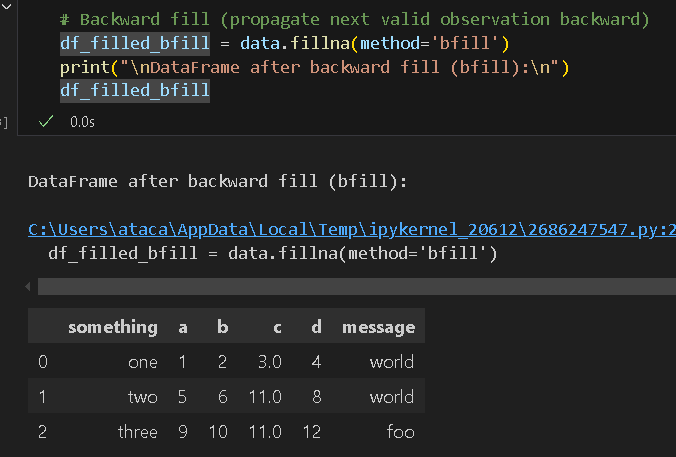 # Backward fill (propagate next valid observation backward)
df_filled_bfill = data.fillna(method='bfill')
print("\nDataFrame after backward fill (bfill):\n")
df_filled_bfill
]
0.0s
DataFrame after backward fill (bfill):
C:\Users\ataca\AppData\Local\Temp\ipykernel_20612\2686247547.py:2
df_filled_bfill = data.fillna(method='bfill')
something a b c d message
0 one 1 2 3.0 4 world
1 two 5 6 11.0 8 world
2 three 9 10 11.0 12 foo